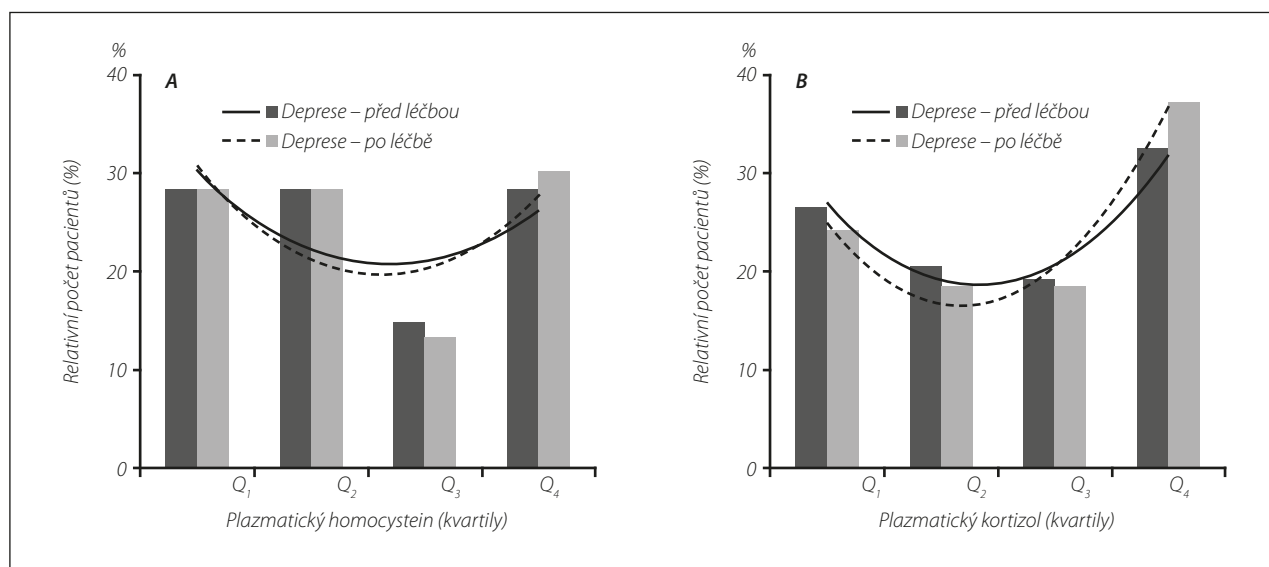 %
40
A
Deprese – před léčbou
Deprese – po léčbě
30
20
10
0
Relativní počet pacientů (%)
Q1 Q2 Q3 Q4
Plazmatický homocystein (kvartily)
%
40
B
Deprese – před léčbou
Deprese – po léčbě
30
20
10
0
Relativní počet pacientů (%)
Q1 Q2 Q3 Q4
Plazmatický kortizol (kvartily)